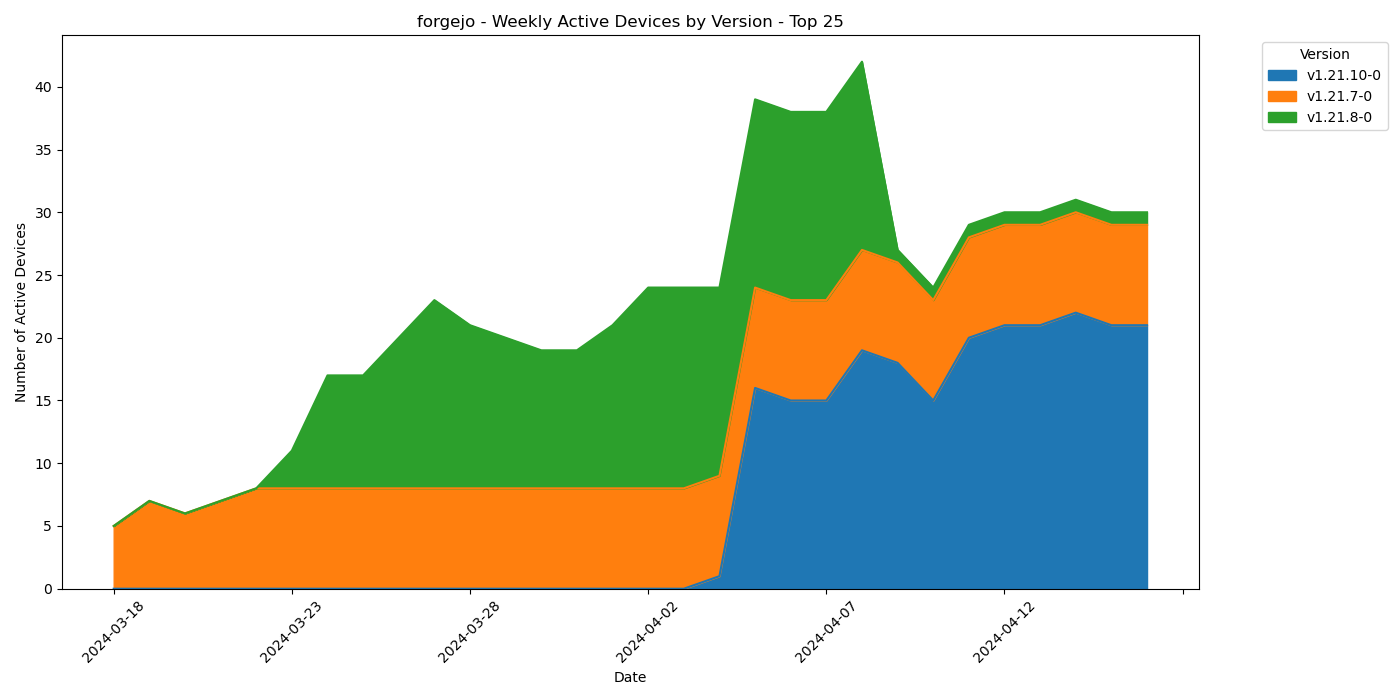 forgejo - Weekly Active Devices by Version - Top 25
Version
v1.21.10-0
v1.21.7-0
v1.21.8-0
Number of Active Devices
40
35
30
25
20
15
10
5
0
2024-03-18
2024-03-23
2024-03-28
2024-04-02
2024-04-07
2024-04-12
Date